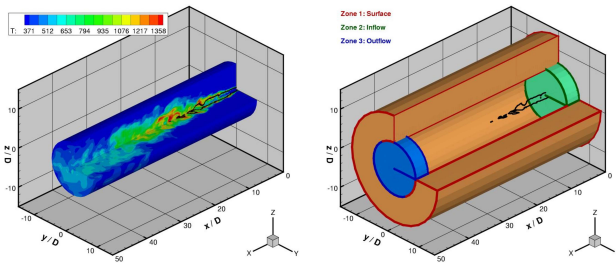 T: 371 512 653 794 935 1076 1217 1358
10
0
-10
z / D
-10
0
10
y / D
50
40
30
20
10
0
x / D
Z
X
Y
Zone 1: Surface
Zone 2: Inflow
Zone 3: Outflow
10
0
-10
z / D
-10
0
10
y / D
50
40
30
20
10
0
x / D
Z
X
Y